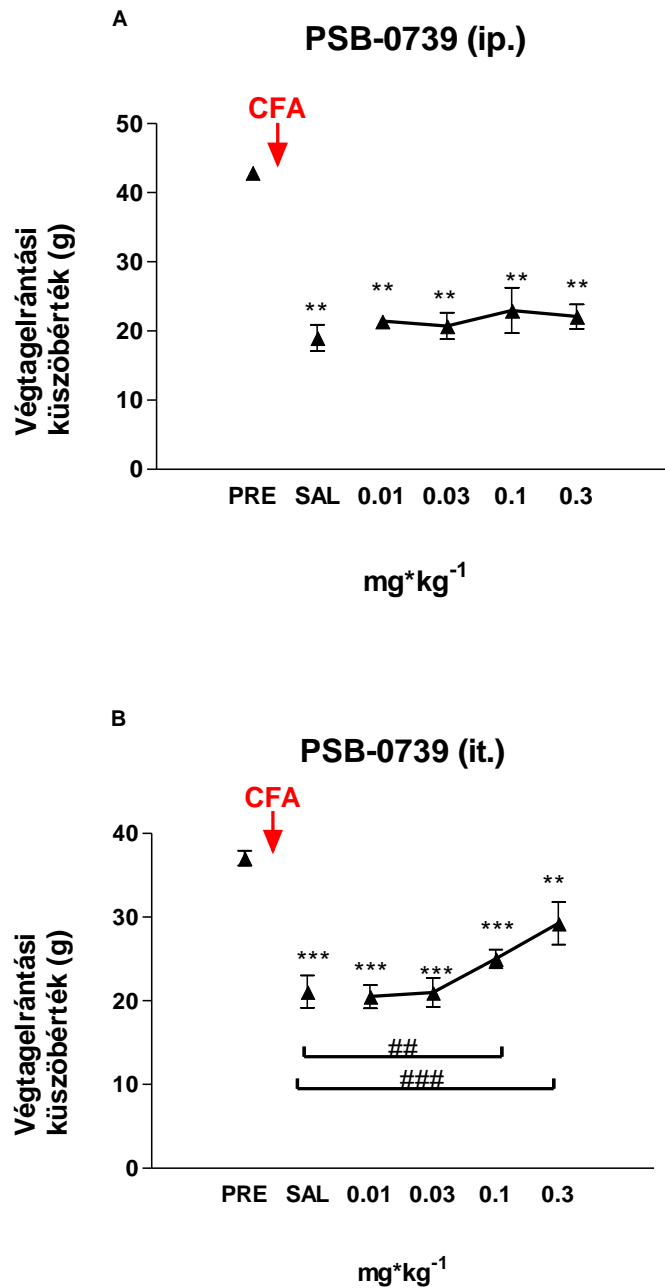 A
PSB-0739 (ip.)
CFA
Végtagelrántási
küszöbérték (g)
50
40
30
20
10
0
** ** ** ** **
PRE SAL 0.01 0.03 0.1 0.3
mg*kg-1
B
PSB-0739 (it.)
CFA
Végtagelrántási
küszöbérték (g)
40
30
20
10
0
*** *** *** *** **
##
###
PRE SAL 0.01 0.03 0.1 0.3
mg*kg-1